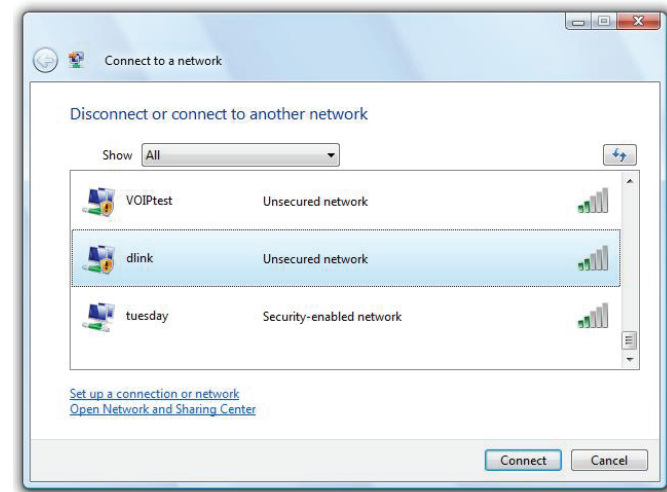 Connect to a network
Disconnect or connect to another network
Show All
VOIPtest Unsecured network
dlink Unsecured network
tuesday Security-enabled network
Set up a connection or network
Open Network and Sharing Center
Connect Cancel